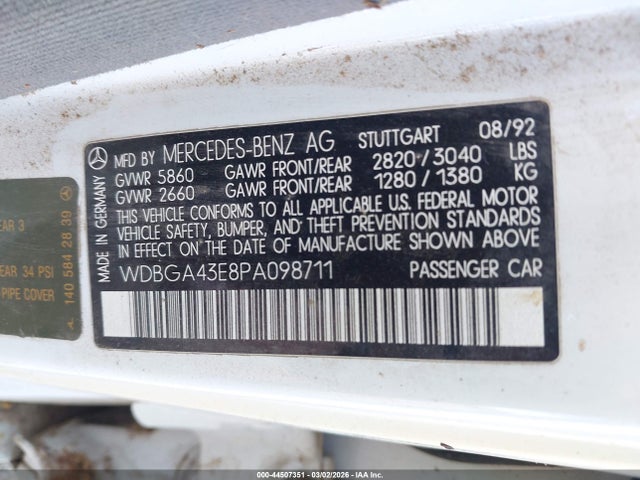 MADE IN GERMANY
MFD BY MERCEDES-BENZ AG STUTTGART 08/92
GVWR 5860 GAWR FRONT/REAR 2820 / 3040 LBS
GVWR 2660 GAWR FRONT/REAR 1280 / 1380 KG
THIS VEHICLE CONFORMS TO ALL APPLICABLE U.S. FEDERAL MOTOR
VEHICLE SAFETY, BUMPER, AND THEFT PREVENTION STANDARDS
IN EFFECT ON THE DATE OF MANUFACTURE SHOWN ABOVE.
WDBGA43E8PA098711 PASSENGER CAR
EAR 3
EAR 34 PSI
PIPE COVER
A. 140 584 28 39
000-44507351 - 03/02/2026 - IAAI.COM